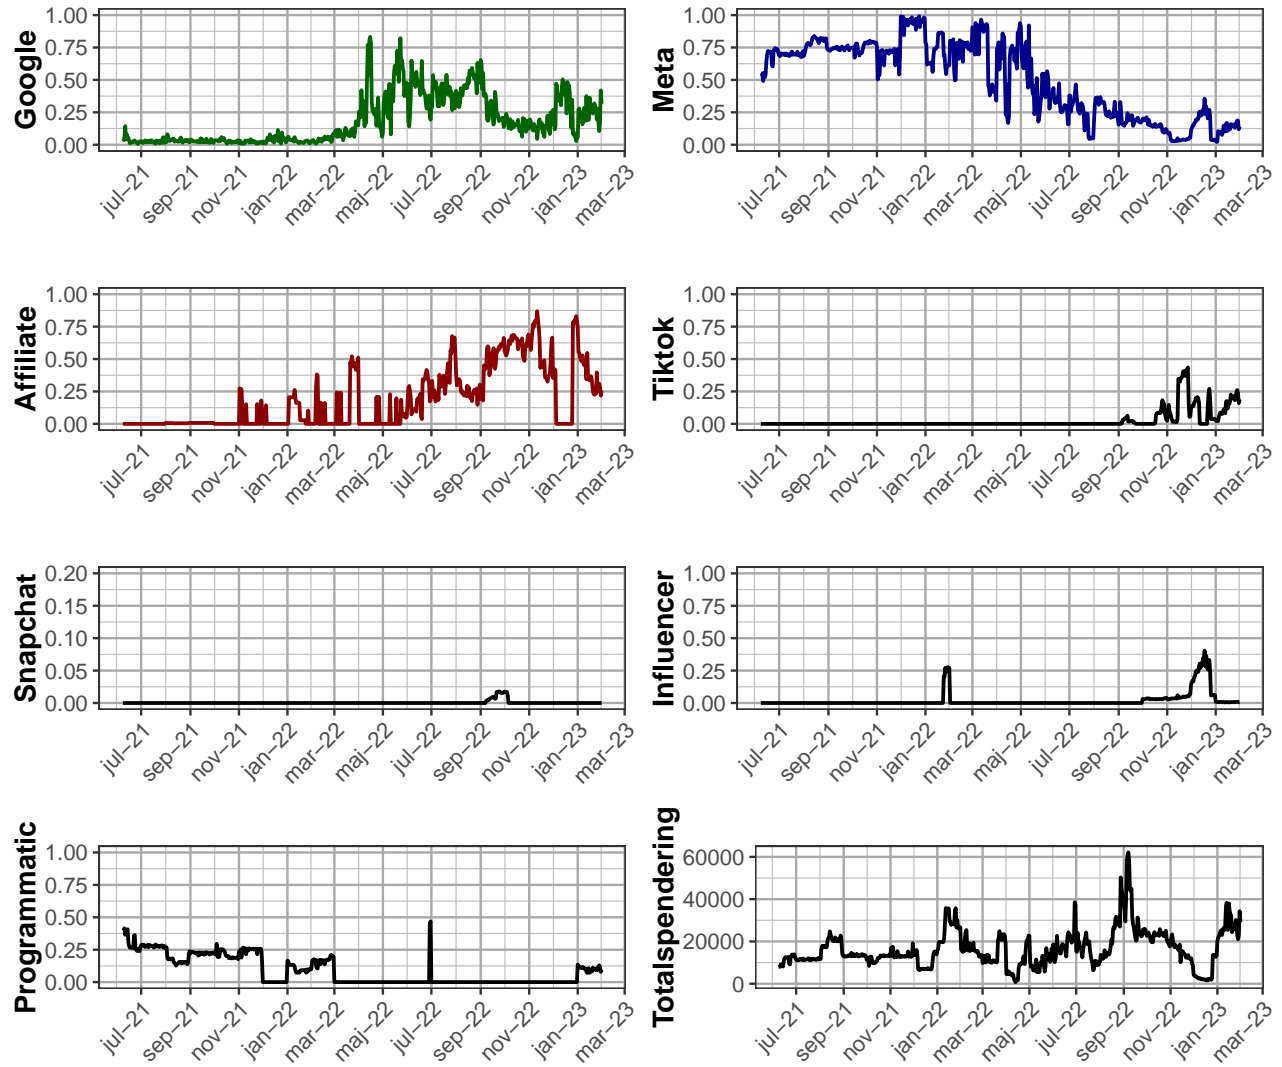 Google
1.00
0.75
0.50
0.25
0.00
jul−21
sep−21
nov−21
jan−22
mar−22
maj−22
jul−22
sep−22
nov−22
jan−23
mar−23
Meta
1.00
0.75
0.50
0.25
0.00
jul−21
sep−21
nov−21
jan−22
mar−22
maj−22
jul−22
sep−22
nov−22
jan−23
mar−23
Affiliate
1.00
0.75
0.50
0.25
0.00
jul−21
sep−21
nov−21
jan−22
mar−22
maj−22
jul−22
sep−22
nov−22
jan−23
mar−23
Tiktok
1.00
0.75
0.50
0.25
0.00
jul−21
sep−21
nov−21
jan−22
mar−22
maj−22
jul−22
sep−22
nov−22
jan−23
mar−23
Snapchat
0.20
0.15
0.10
0.05
0.00
jul−21
sep−21
nov−21
jan−22
mar−22
maj−22
jul−22
sep−22
nov−22
jan−23
mar−23
Influencer
1.00
0.75
0.50
0.25
0.00
jul−21
sep−21
nov−21
jan−22
mar−22
maj−22
jul−22
sep−22
nov−22
jan−23
mar−23
Programmatic
1.00
0.75
0.50
0.25
0.00
jul−21
sep−21
nov−21
jan−22
mar−22
maj−22
jul−22
sep−22
nov−22
jan−23
mar−23
Totalspendering
60000
40000
20000
0
jul−21
sep−21
nov−21
jan−22
mar−22
maj−22
jul−22
sep−22
nov−22
jan−23
mar−23